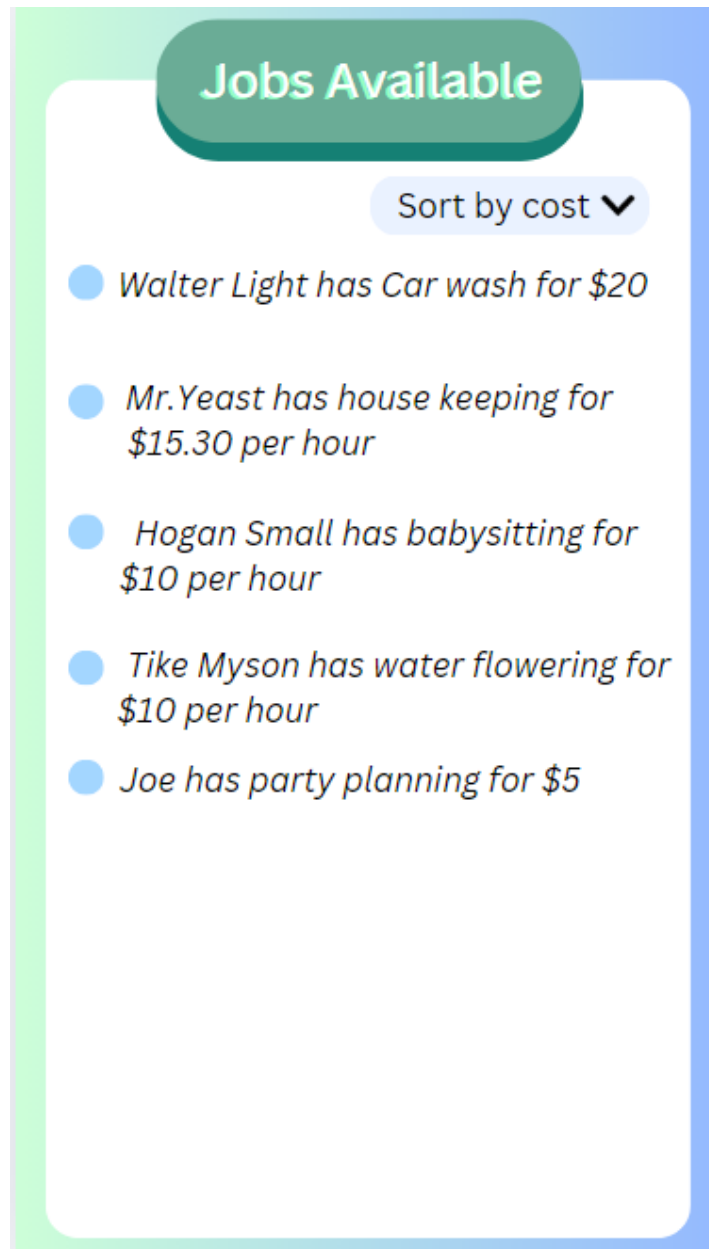 Jobs Available
Sort by cost
Walter Light has Car wash for $20
Mr.Yeast has house keeping for
$15.30 per hour
Hogan Small has babysitting for
$10 per hour
Tike Myson has water flowering for
$10 per hour
Joe has party planning for $5